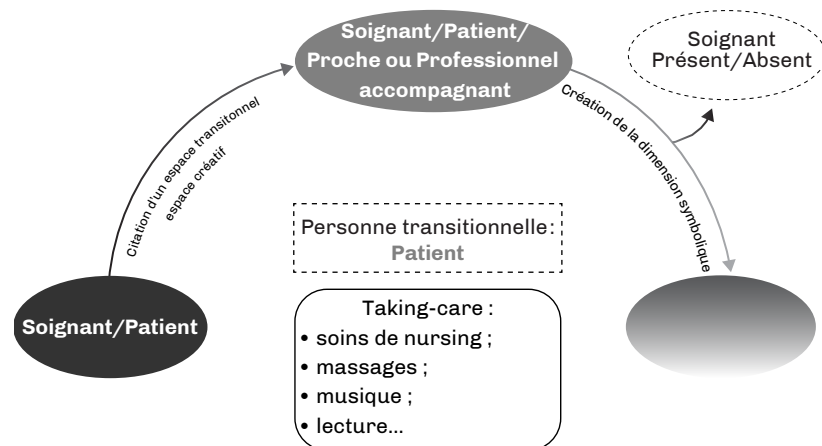 Soignant/Patient/
Proche ou Professionnel
accompagnant
Soignant
Présent/Absent
Citation d'un espace transitonnel
espace créatif
Création de la dimension symbolique
Personne transitionnelle:
Patient
Soignant/Patient
Taking-care :
• soins de nursing ;
• massages ;
• musique ;
• lecture...